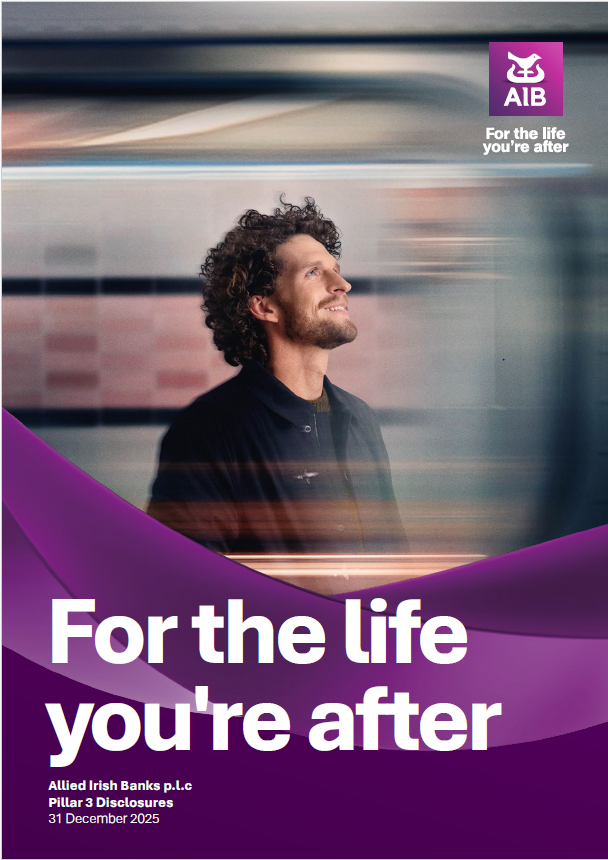 AIB
For the life
you're after
For the life
you're after
Allied Irish Banks p.l.c
Pillar 3 Disclosures
31 December 2025